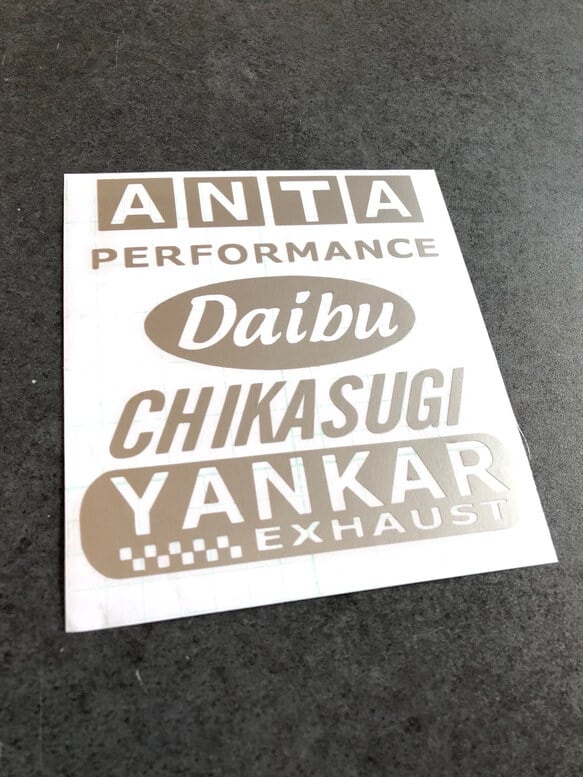 ANTA
PERFORMANCE
Daibu
CHIKASUGI
YANKAR
EXHAUST